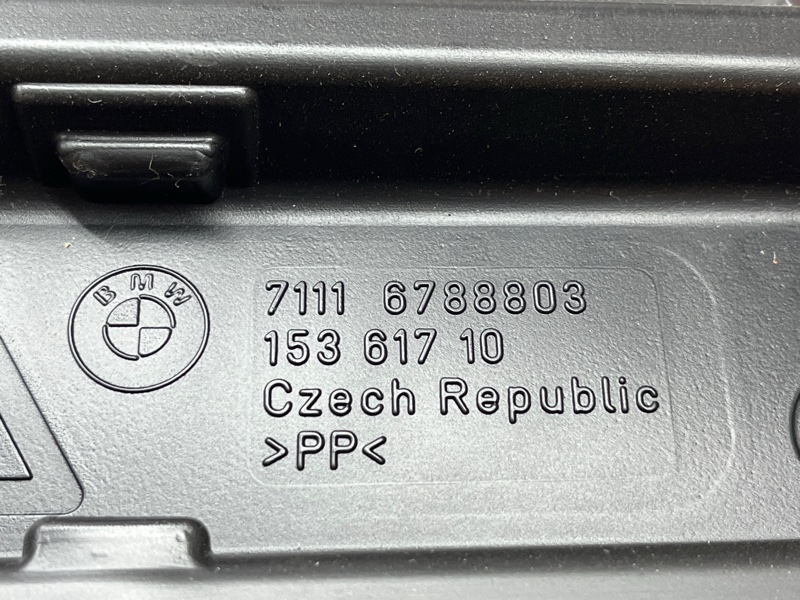 BMW
7111 6788803
153 617 10
Czech Republic
>PP<